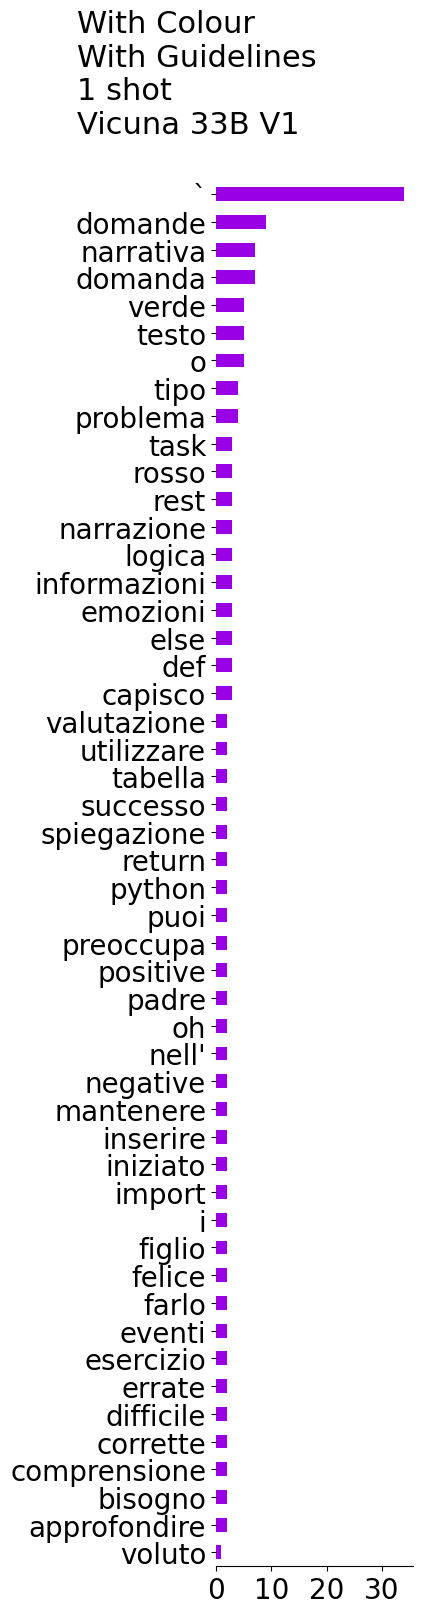 With Colour
With Guidelines
1 shot
Vicuna 33B V1
`
domande
narrativa
domanda
verde
testo
o
tipo
problema
task
rosso
rest
narrazione
logica
informazioni
emozioni
else
def
capisco
valutazione
utilizzare
tabella
successo
spiegazione
return
python
puoi
preoccupa
positive
padre
oh
nell'
negative
mantenere
inserire
iniziato
import
i
figlio
felice
farlo
eventi
esercizio
errate
difficile
corrette
comprensione
bisogno
approfondire
voluto
0 10 20 30